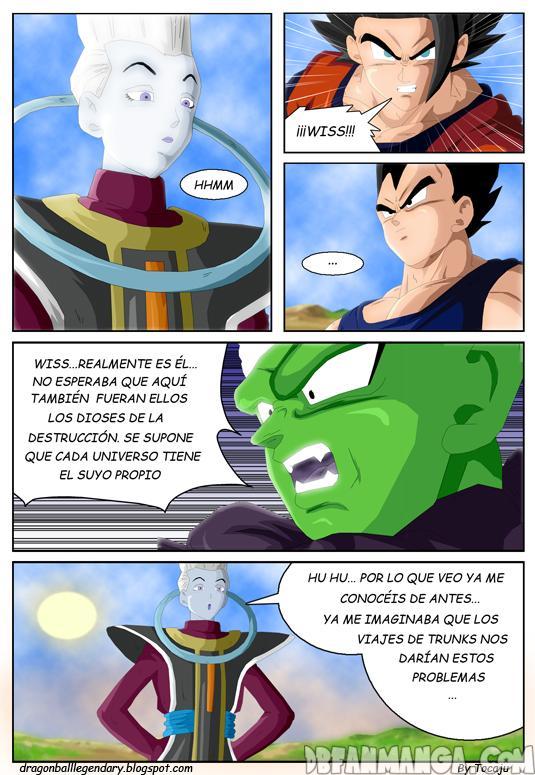 HHMM
¡¡¡WISS!!!
...
WISS...REALMENTE ES ÉL...
NO ESPERABA QUE AQUÍ
TAMBIÉN FUERAN ELLOS
LOS DIOSES DE LA
DESTRUCCIÓN. SE SUPONE
QUE CADA UNIVERSO TIENE
EL SUYO PROPIO
HU HU... POR LO QUE VEO YA ME
CONOCÉIS DE ANTES...
YA ME IMAGINABA QUE LOS
VIAJES DE TRUNKS NOS
DARÍAN ESTOS
PROBLEMAS
...
dragonballlegendary.blogspot.com
By Tocajir
DBFANMANGA.COM